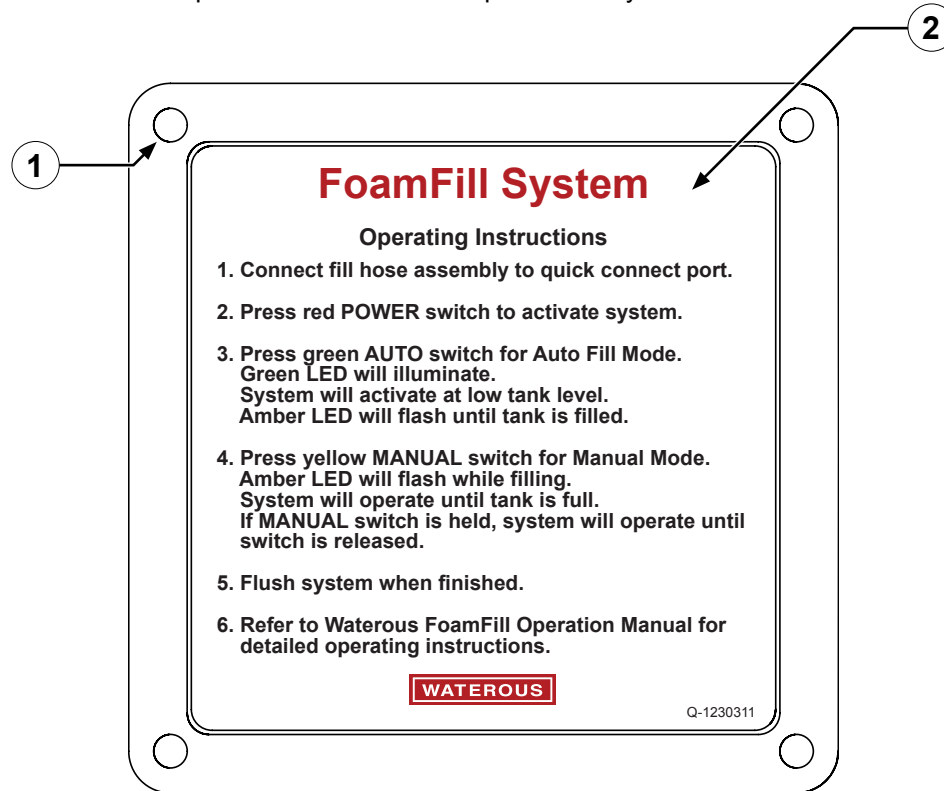 2
1
FoamFill System
Operating Instructions
1. Connect fill hose assembly to quick connect port.
2. Press red POWER switch to activate system.
3. Press green AUTO switch for Auto Fill Mode.
Green LED will illuminate.
System will activate at low tank level.
Amber LED will flash until tank is filled.
4. Press yellow MANUAL switch for Manual Mode.
Amber LED will flash while filling.
System will operate until tank is full.
If MANUAL switch is held, system will operate until
switch is released.
5. Flush system when finished.
6. Refer to Waterous FoamFill Operation Manual for
detailed operating instructions.
WATEROUS
Q-1230311